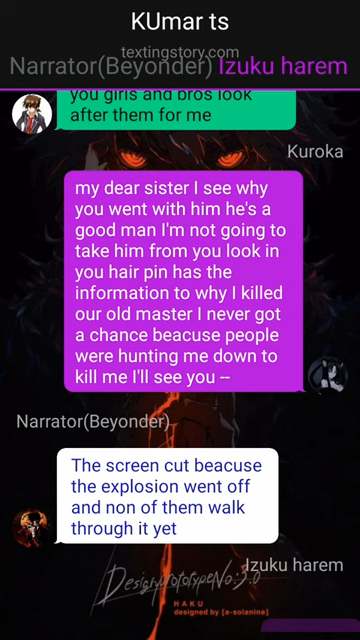 KUmar ts
textingstory.com
Narrator(Beyonder) Izuku harem
you girls and bros look
after them for me
Kuroka
my dear sister I see why
you went with him he's a
good man I'm not going to
take him from you look in
you hair pin has the
information to why I killed
our old master I never got
a chance beacuse people
were hunting me down to
kill me I'll see you --
Narrator(Beyonder)
The screen cut beacuse
the explosion went off
and non of them walk
through it yet
Izuku harem
DesignprototypeNo:3.0
HAKU
designed by [a-solanine]